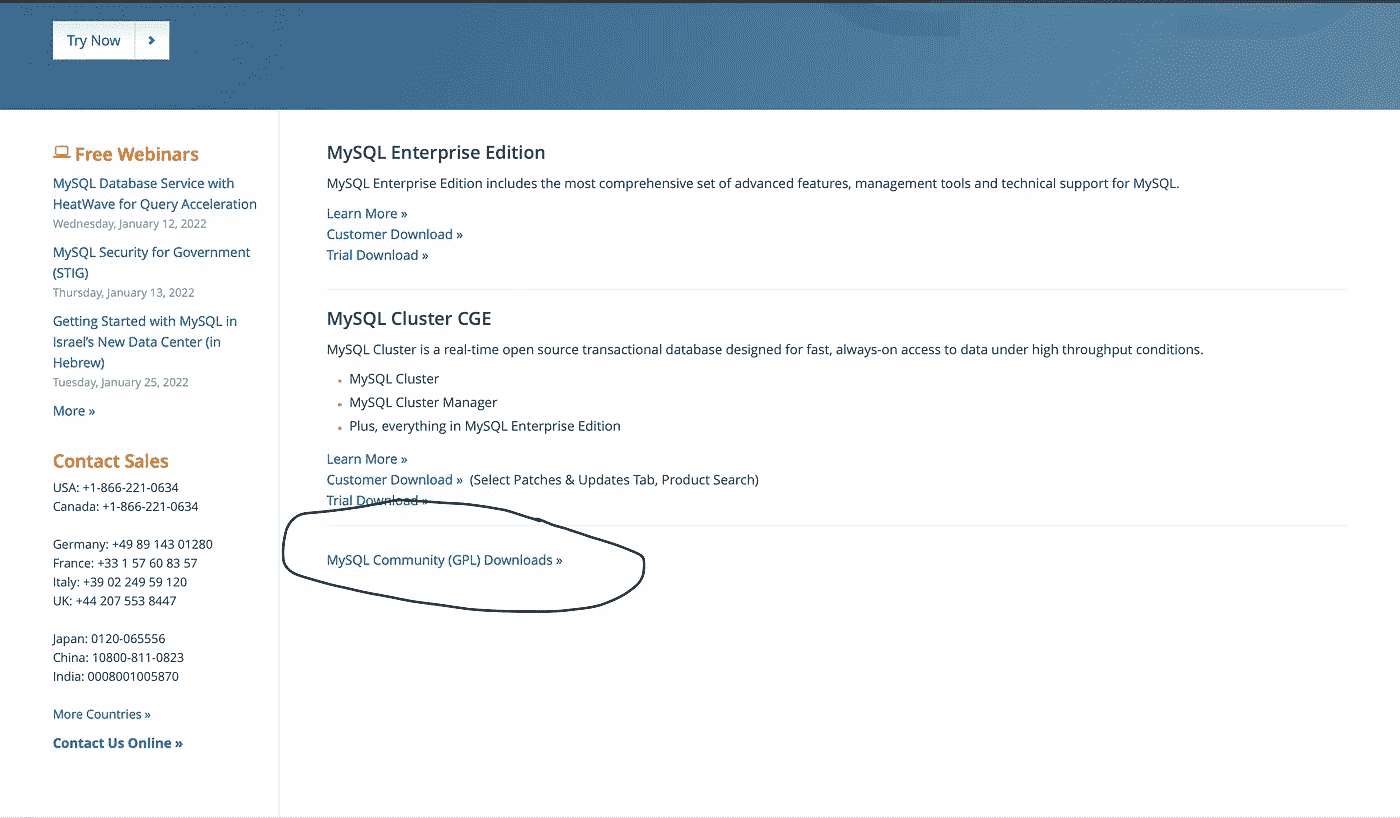 Try Now
Free Webinars
MySQL Database Service with
HeatWave for Query Acceleration
Wednesday, January 12, 2022
MySQL Security for Government
(STIG)
Thursday, January 13, 2022
Getting Started with MySQL in
Israel's New Data Center (in
Hebrew)
Tuesday, January 25, 2022
More »
Contact Sales
USA: +1-866-221-0634
Canada: +1-866-221-0634
Germany: +49 89 143 01280
France: +33 1 57 60 83 57
Italy: +39 02 249 59 120
UK: +44 207 553 8447
Japan: 0120-065556
China: 10800-811-0823
India: 0008001005870
More Countries »
Contact Us Online »
MySQL Enterprise Edition
MySQL Enterprise Edition includes the most comprehensive set of advanced features, management tools and technical support for MySQL.
Learn More »
Customer Download »
Trial Download »
MySQL Cluster CGE
MySQL Cluster is a real-time open source transactional database designed for fast, always-on access to data under high throughput conditions.
MySQL Cluster
MySQL Cluster Manager
Plus, everything in MySQL Enterprise Edition
Learn More »
Customer Download » (Select Patches & Updates Tab, Product Search)
Trial Download »
MySQL Community (GPL) Downloads »